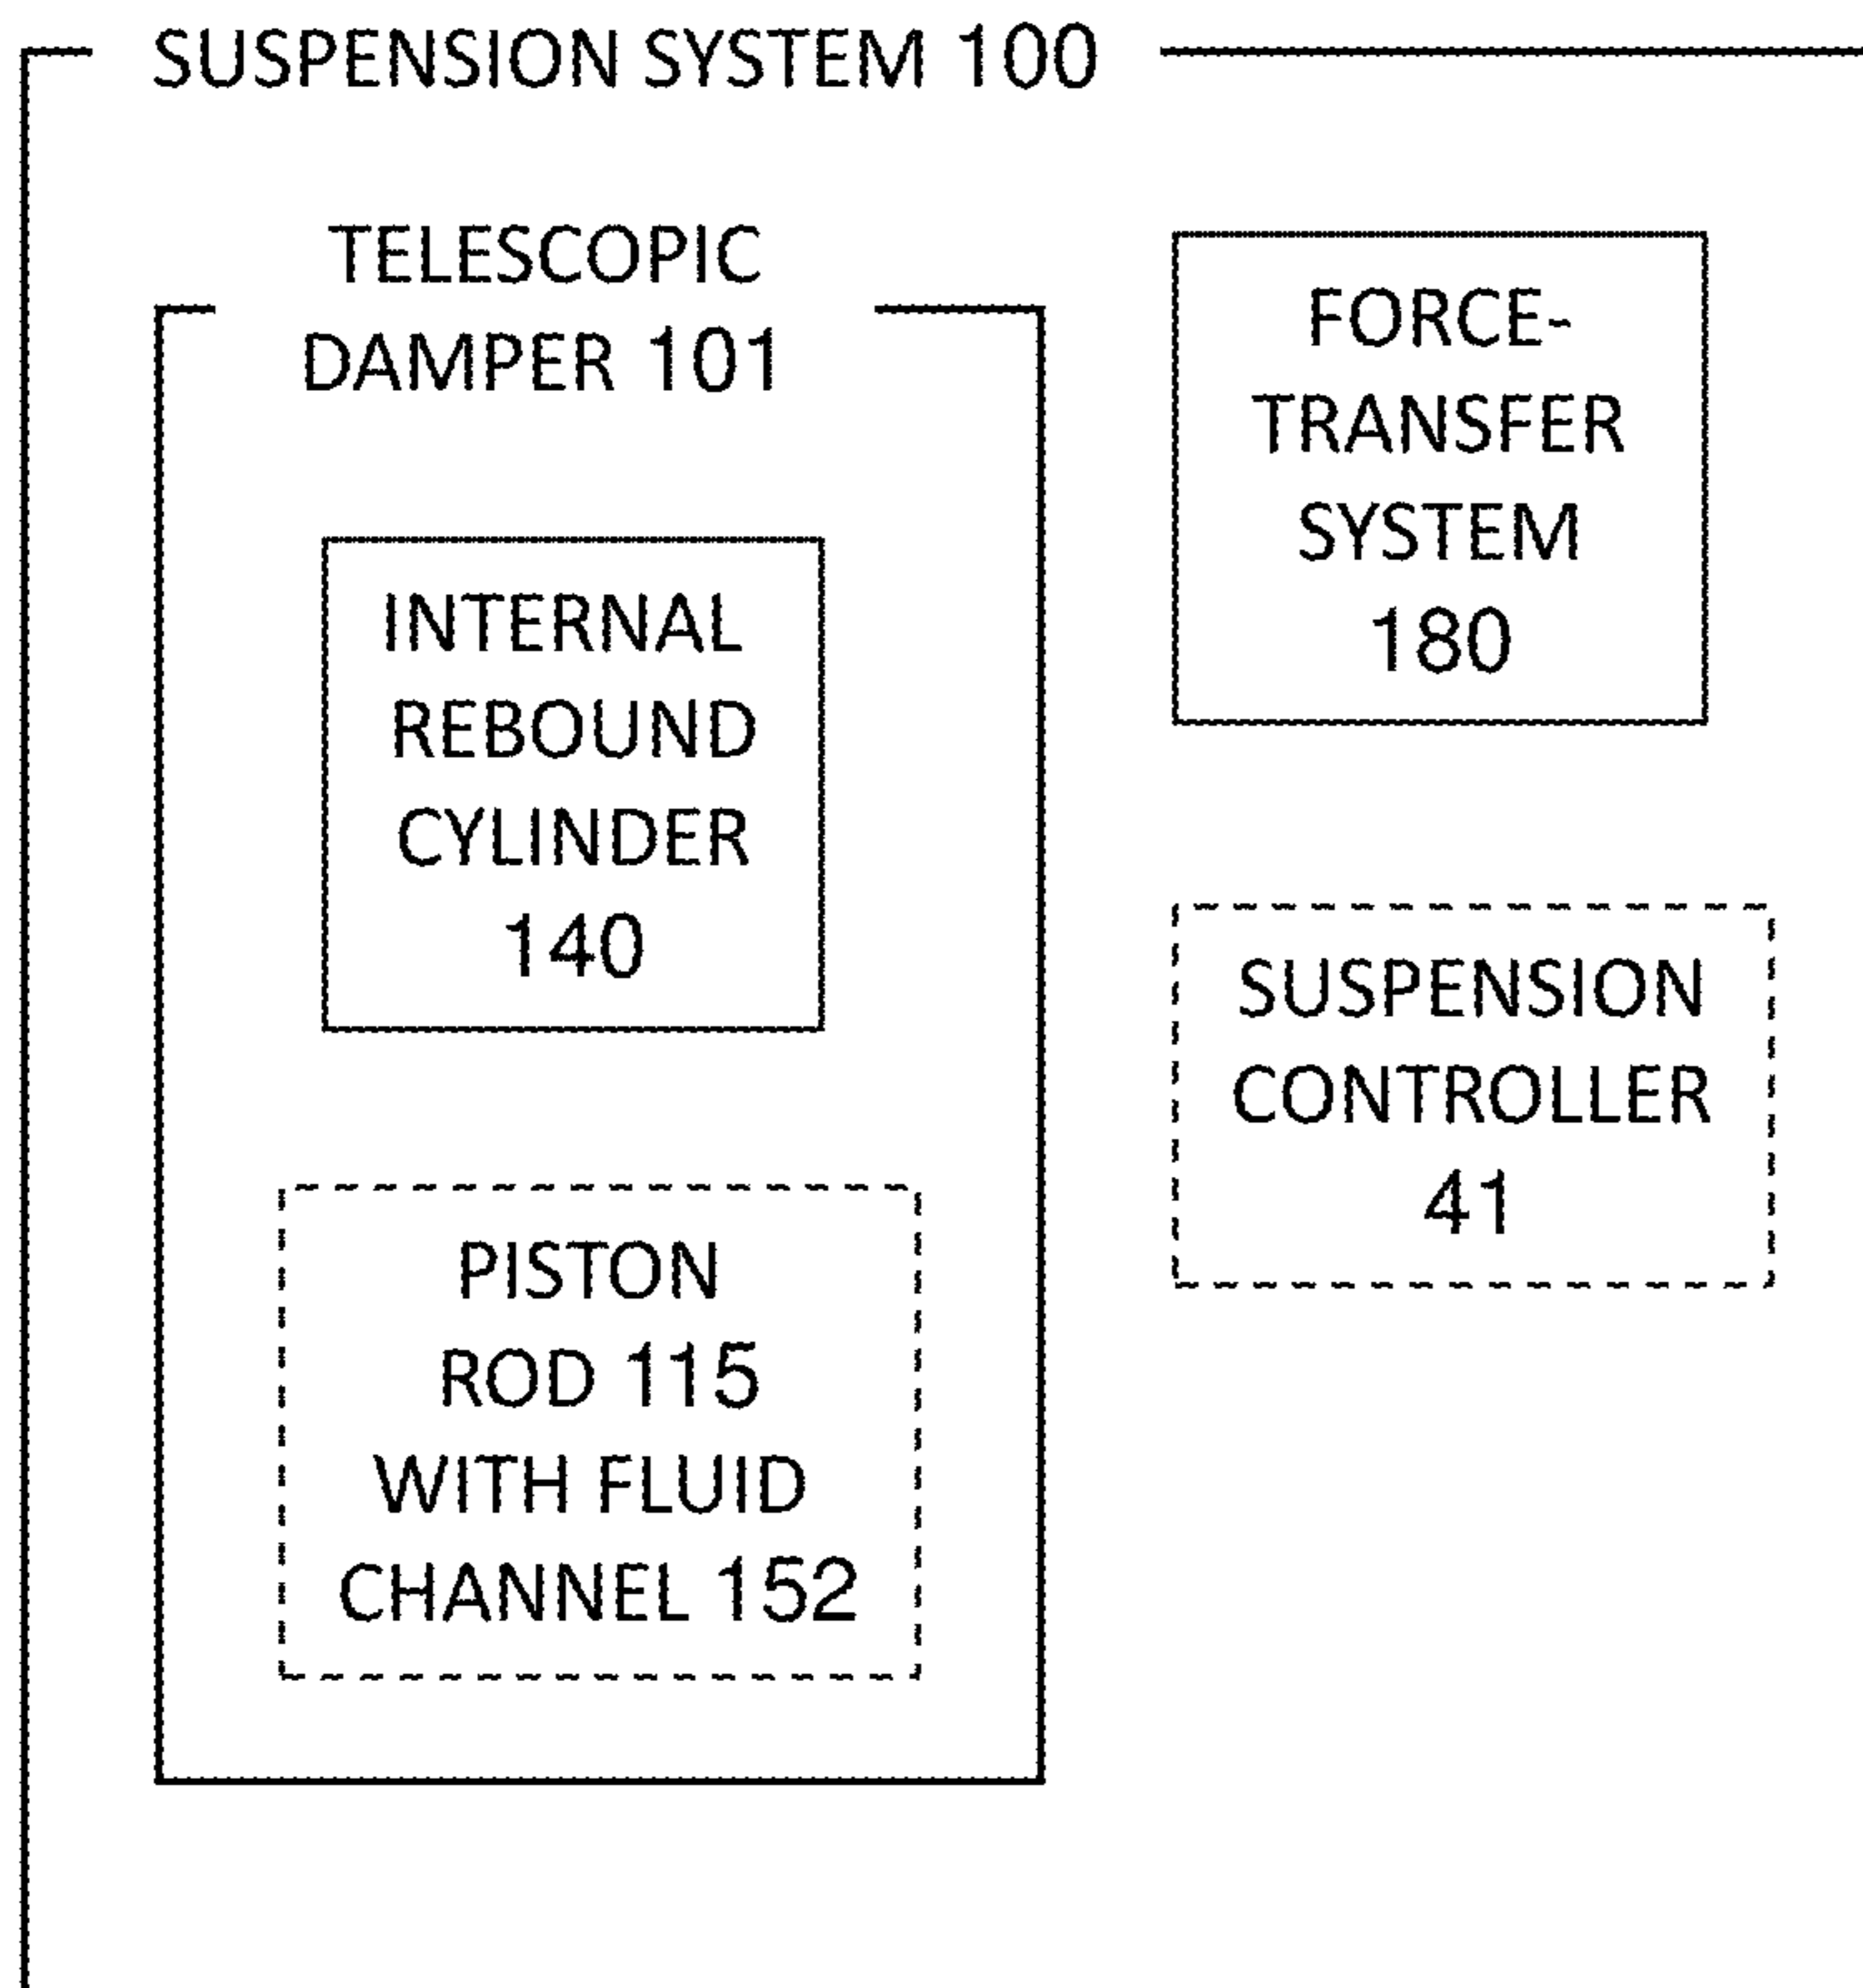 SUSPENSION SYSTEM 100
TELESCOPIC
DAMPER 101
INTERNAL
REBOUND
CYLINDER
140
PISTON
ROD 115
WITH FLUID
CHANNEL 152
FORCE-
TRANSFER
SYSTEM
180
SUSPENSION
CONTROLLER
41